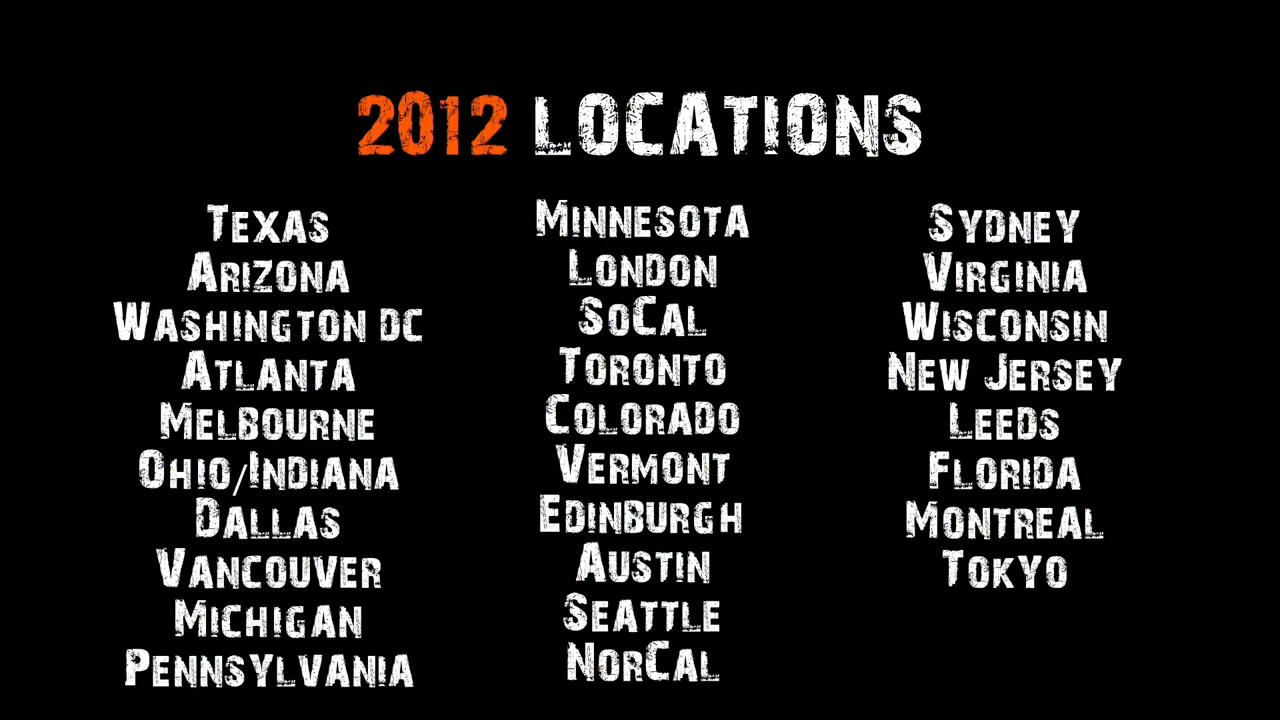 2012 LOCATIONS
TEXAS
ARIZONA
WASHINGTON DC
ATLANTA
MELBOURNE
OHIO/INDIANA
DALLAS
VANCOUVER
MICHIGAN
PENNSYLVANIA
MINNESOTA
LONDON
SOCAL
TORONTO
COLORADO
VERMONT
EDINBURGH
AUSTIN
SEATTLE
NORCAL
SYDNEY
VIRGINIA
WISCONSIN
NEW JERSEY
LEEDS
FLORIDA
MONTREAL
TOKYO